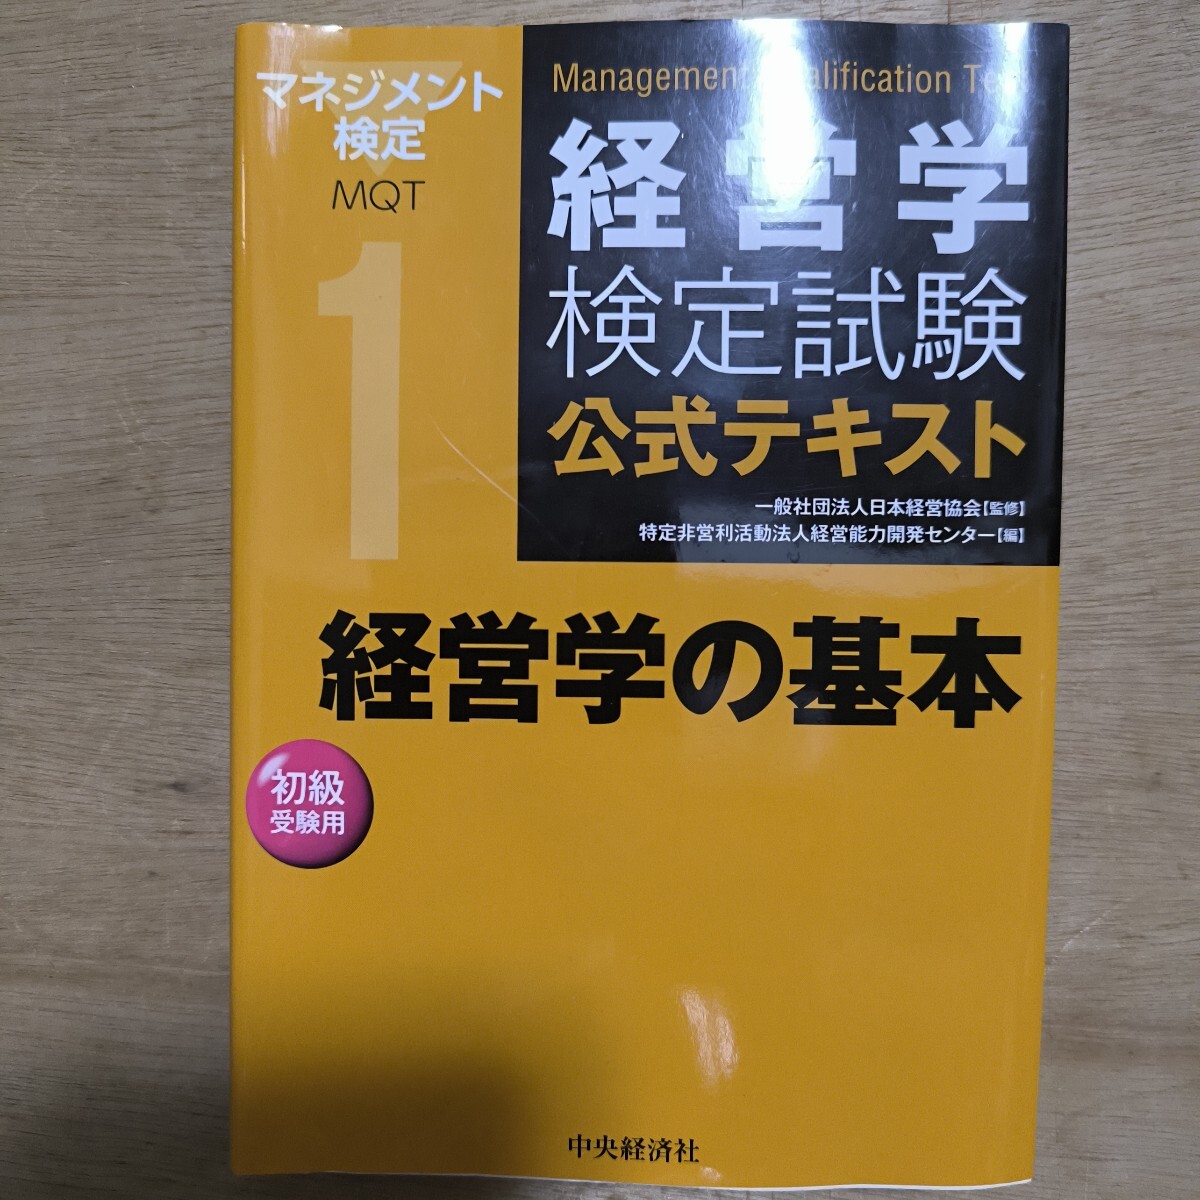 マネジメント
検定
MQT
1
Management Qualification Test
経営学
検定試験
公式テキスト
一般社団法人日本経営協会【監修】
特定非営利活動法人経営能力開発センター【編】
経営学の基本
初級
受験用
中央経済社